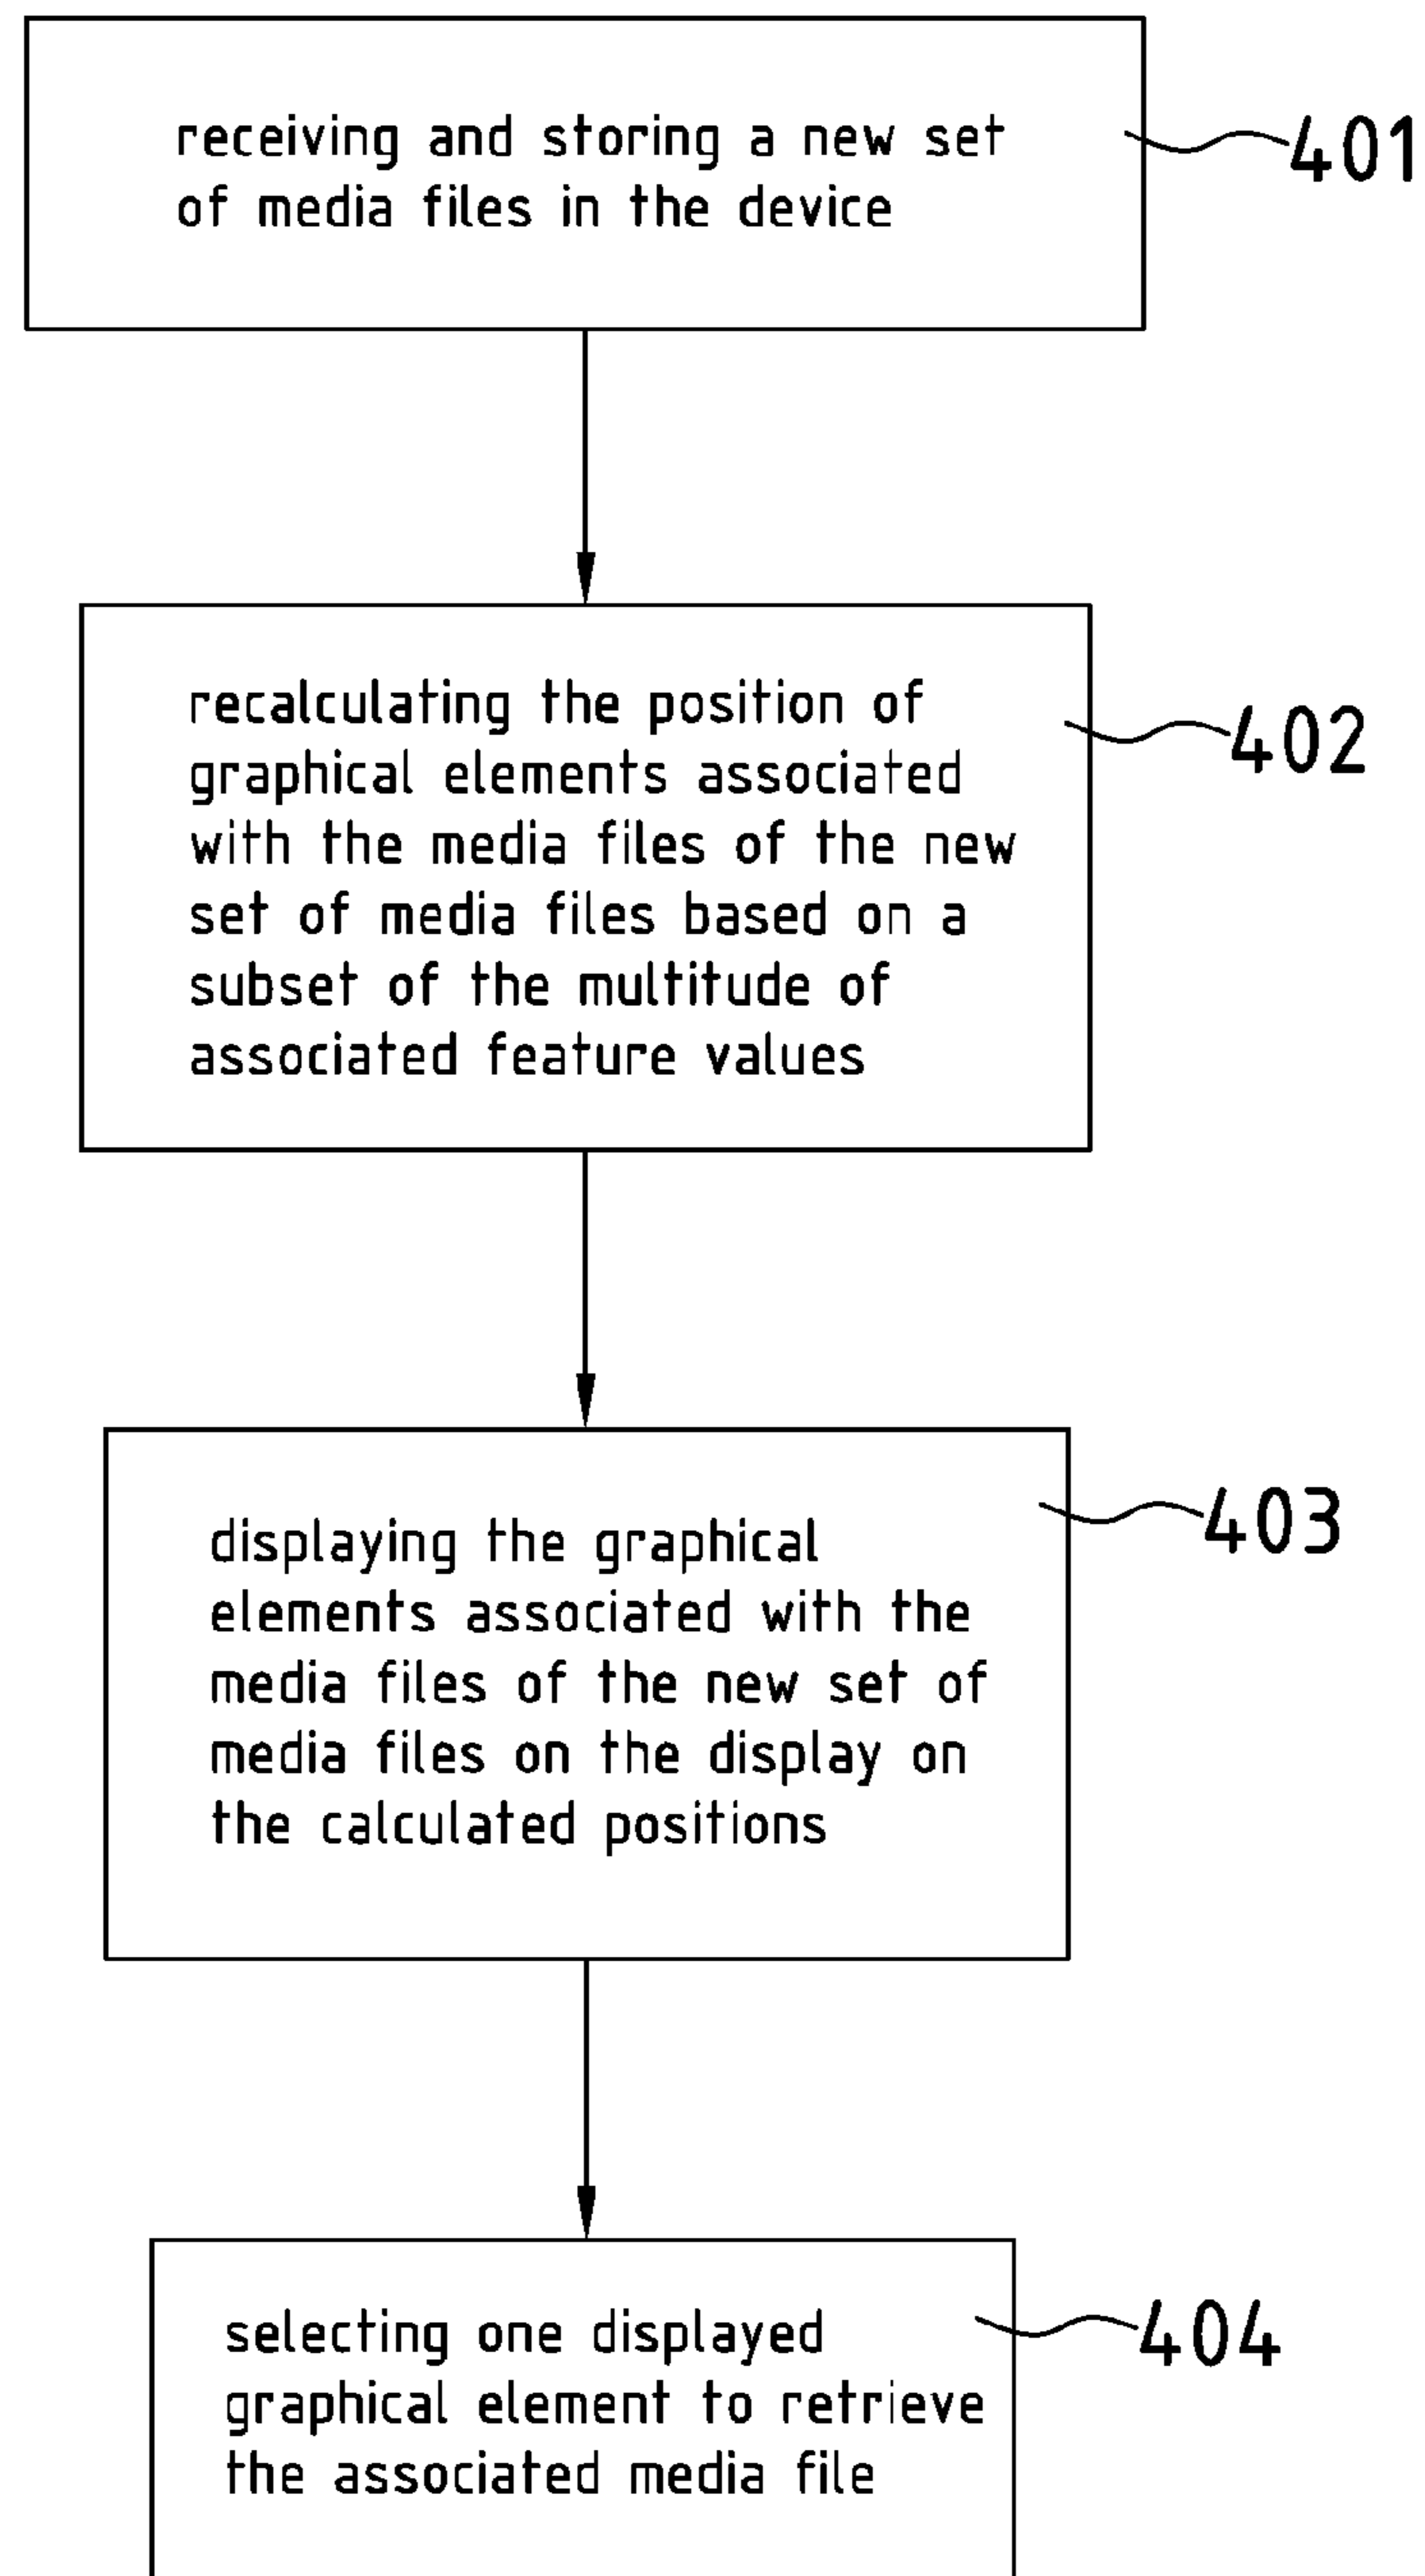 receiving and storing a new set
of media files in the device
401
recalculating the position of
graphical elements associated
with the media files of the new
set of media files based on a
subset of the multitude of
associated feature values
402
displaying the graphical
elements associated with the
media files of the new set of
media files on the display on
the calculated positions
403
selecting one displayed
graphical element to retrieve
the associated media file
404